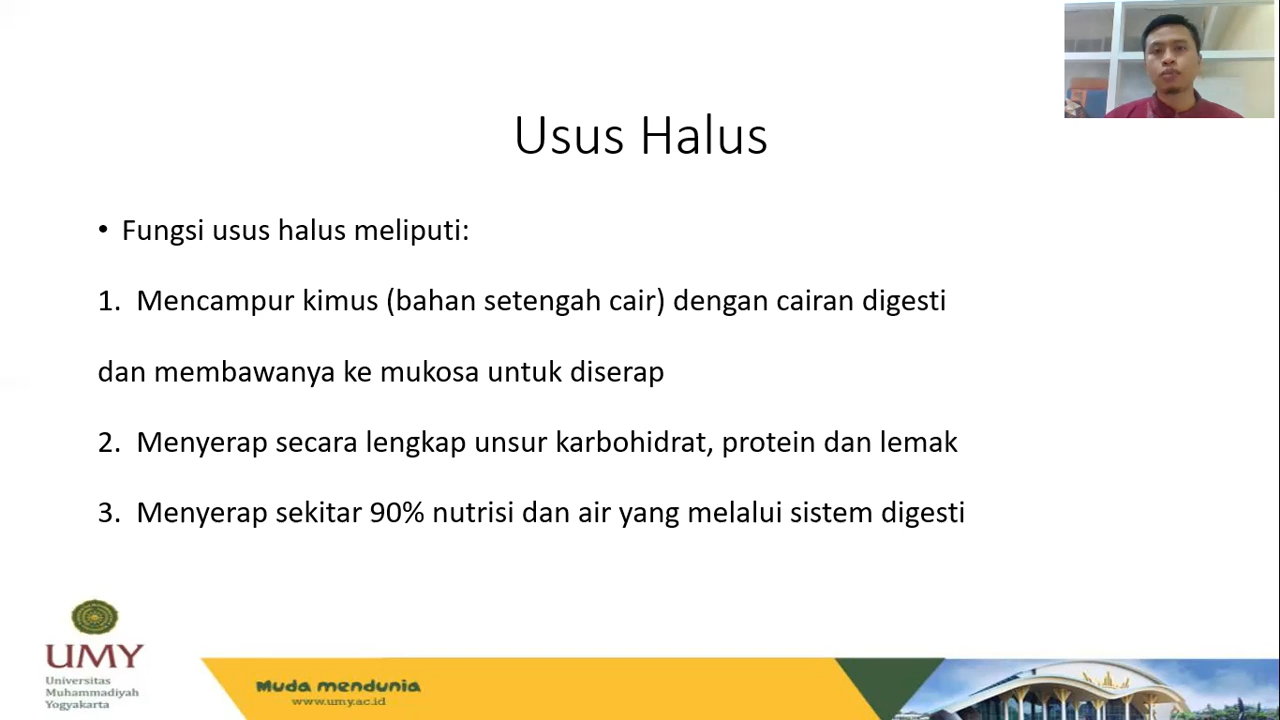 Usus Halus
• Fungsi usus halus meliputi:
1. Mencampur kimus (bahan setengah cair) dengan cairan digesti
dan membawanya ke mukosa untuk diserap
2. Menyerap secara lengkap unsur karbohidrat, protein dan lemak
3. Menyerap sekitar 90% nutrisi dan air yang melalui sistem digesti
UMY
Universitas
Muhammadiyah
Yogyakarta
Muda mendunia
www.umy.ac.id